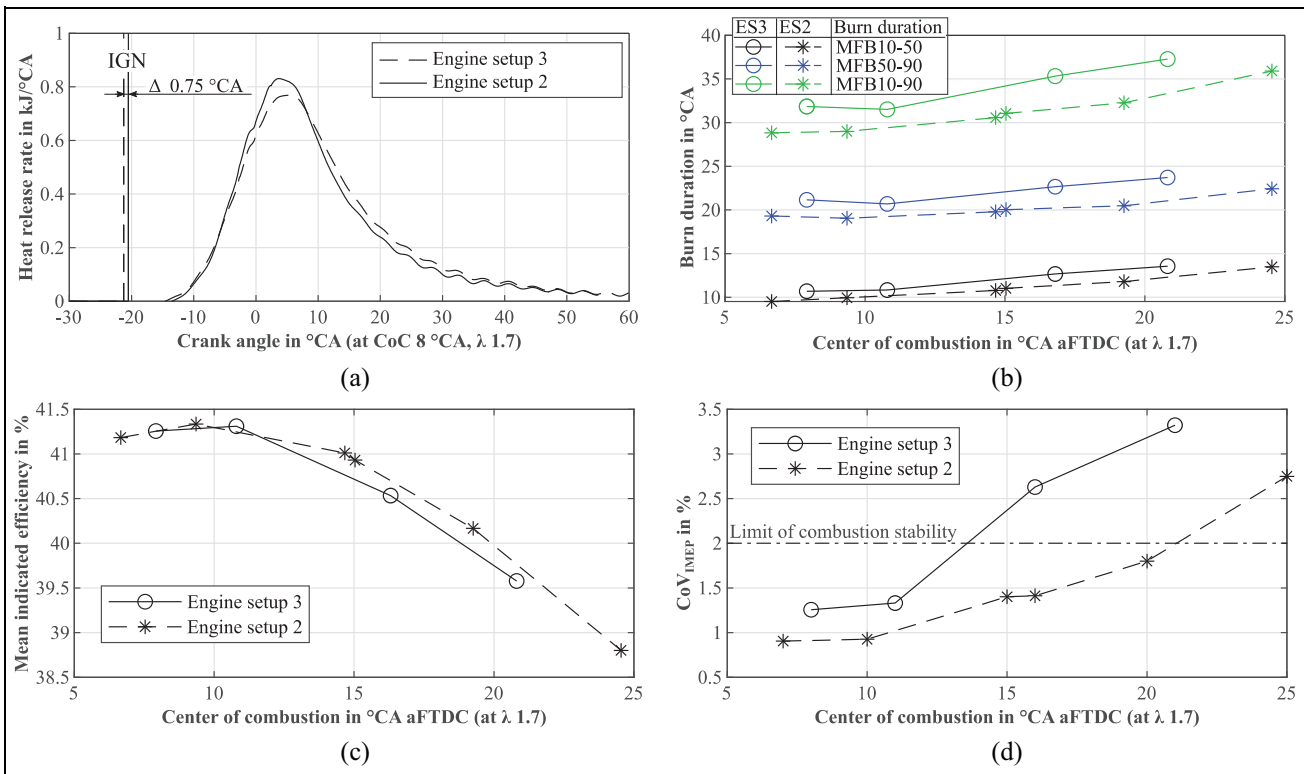 1
0.8
0.6
0.4
0.2
0
IGN
Δ 0.75 °CA
Engine setup 3
Engine setup 2
Heat release rate in kJ/°CA
-30 -20 -10 0 10 20 30 40 50 60
Crank angle in °CA (at CoC 8 °CA, λ 1.7)
(a)
ES3 ES2 Burn duration
MFB10-50
MFB50-90
MFB10-90
40
35
30
25
20
15
10
Burn duration in °CA
5 10 15 20 25
Center of combustion in °CA aFTDC (at λ 1.7)
(b)
41.5
41
40.5
40
39.5
39
38.5
Mean indicated efficiency in %
Engine setup 3
Engine setup 2
5 10 15 20 25
Center of combustion in °CA aFTDC (at λ 1.7)
(c)
3.5
3
2.5
2
1.5
1
0.5
CoV_IMEP in %
Engine setup 3
Engine setup 2
Limit of combustion stability
5 10 15 20 25
Center of combustion in °CA aFTDC (at λ 1.7)
(d)